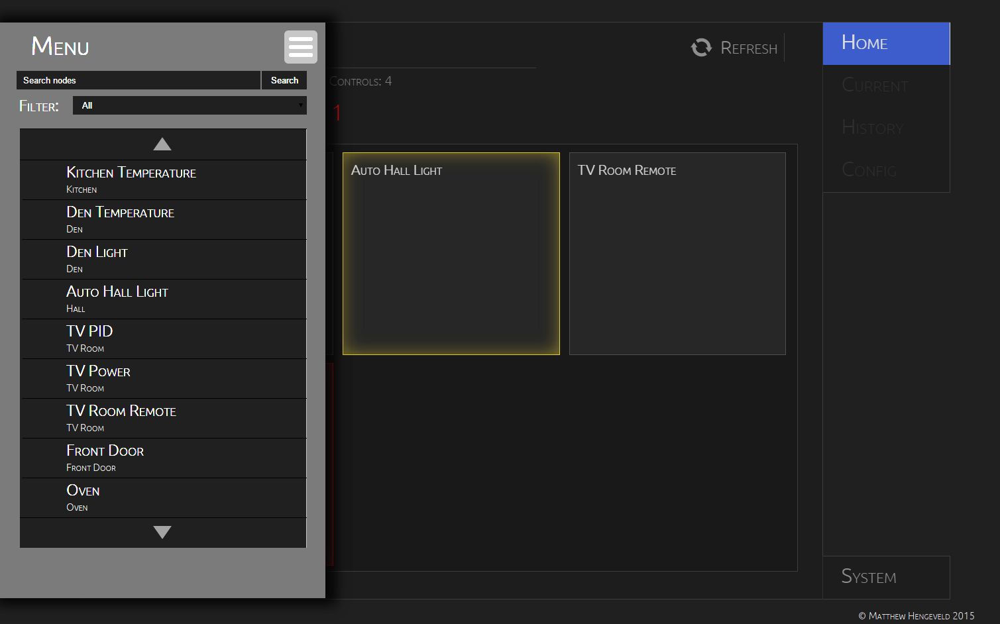 Menu
Search nodes
Search
Filter:
All
Kitchen Temperature
Kitchen
Den Temperature
Den
Den Light
Den
Auto Hall Light
Hall
TV PID
TV Room
TV Power
TV Room
TV Room Remote
TV Room
Front Door
Front Door
Oven
Oven
Refresh
Controls: 4
1
Auto Hall Light
TV Room Remote
Home
Current
History
Config
System
© Matthew Hengeveld 2015